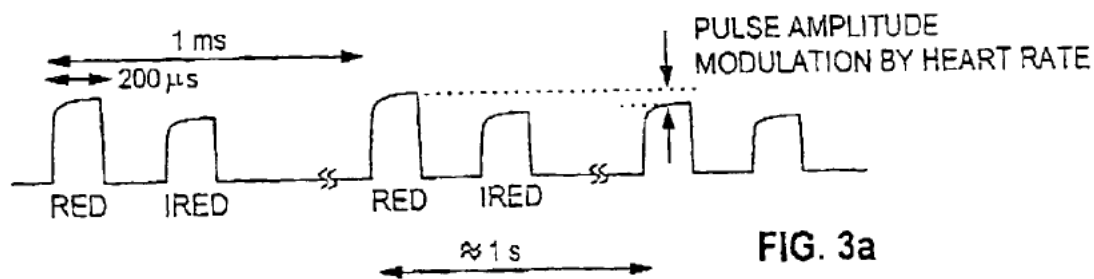 1 ms
200 µs
PULSE AMPLITUDE
MODULATION BY HEART RATE
RED
IRED
RED
IRED
≈ 1 s
FIG. 3a